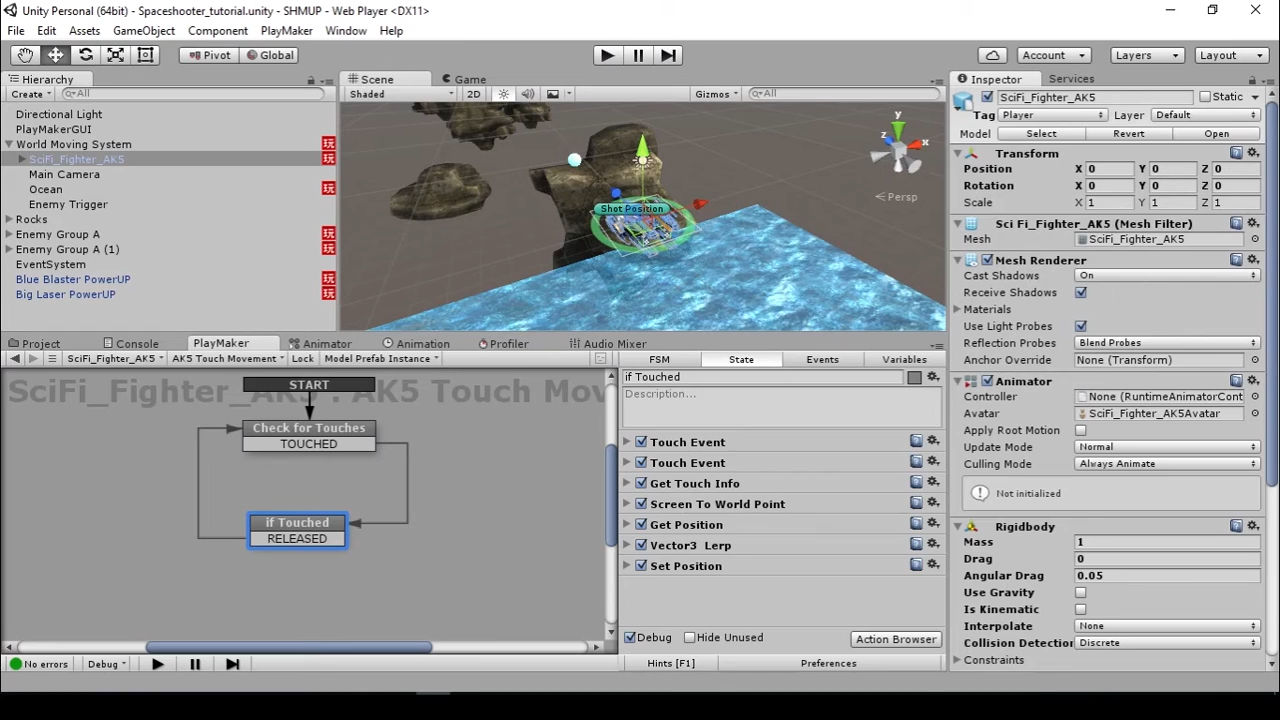 Unity Personal (64bit) - Spaceshooter_tutorial.unity - SHMUP - Web Player <DX11>
File Edit Assets GameObject Component PlayMaker Window Help
Pivot Global Account Layers Layout
Hierarchy
Create All
Directional Light
PlayMakerGUI
World Moving System
SciFi_Fighter_AK5
Main Camera
Ocean
Enemy Trigger
Rocks
Enemy Group A
Enemy Group A (1)
EventSystem
Blue Blaster PowerUP
Big Laser PowerUP
Scene Game
Shaded 2D Gizmos All
y
x
z
Persp
Shot Position
Inspector Services
SciFi_Fighter_AK5 Static
Tag Player Layer Default
Model Select Revert Open
Transform
Position X 0 Y 0 Z 0
Rotation X 0 Y 0 Z 0
Scale X 1 Y 1 Z 1
Sci Fi_Fighter_AK5 (Mesh Filter)
Mesh SciFi_Fighter_AK5
Mesh Renderer
Cast Shadows On
Receive Shadows
Materials
Use Light Probes
Reflection Probes Blend Probes
Anchor Override None (Transform)
Animator
Controller None (RuntimeAnimatorCont
Avatar SciFi_Fighter_AK5Avatar
Apply Root Motion
Update Mode Normal
Culling Mode Always Animate
Not initialized
Rigidbody
Mass 1
Drag 0
Angular Drag 0.05
Use Gravity
Is Kinematic
Interpolate None
Collision Detection Discrete
Constraints
Project Console PlayMaker Animator Animation Profiler Audio Mixer
SciFi_Fighter_AK5 AK5 Touch Movement Lock Model Prefab Instance
SciFi_Fighter_AK5 : AK5 Touch Mov
START
Check for Touches
TOUCHED
if Touched
RELEASED
FSM State Events Variables
if Touched
Description...
Touch Event
Touch Event
Get Touch Info
Screen To World Point
Get Position
Vector3 Lerp
Set Position
Debug Hide Unused Action Browser
No errors Debug Hints [F1] Preferences